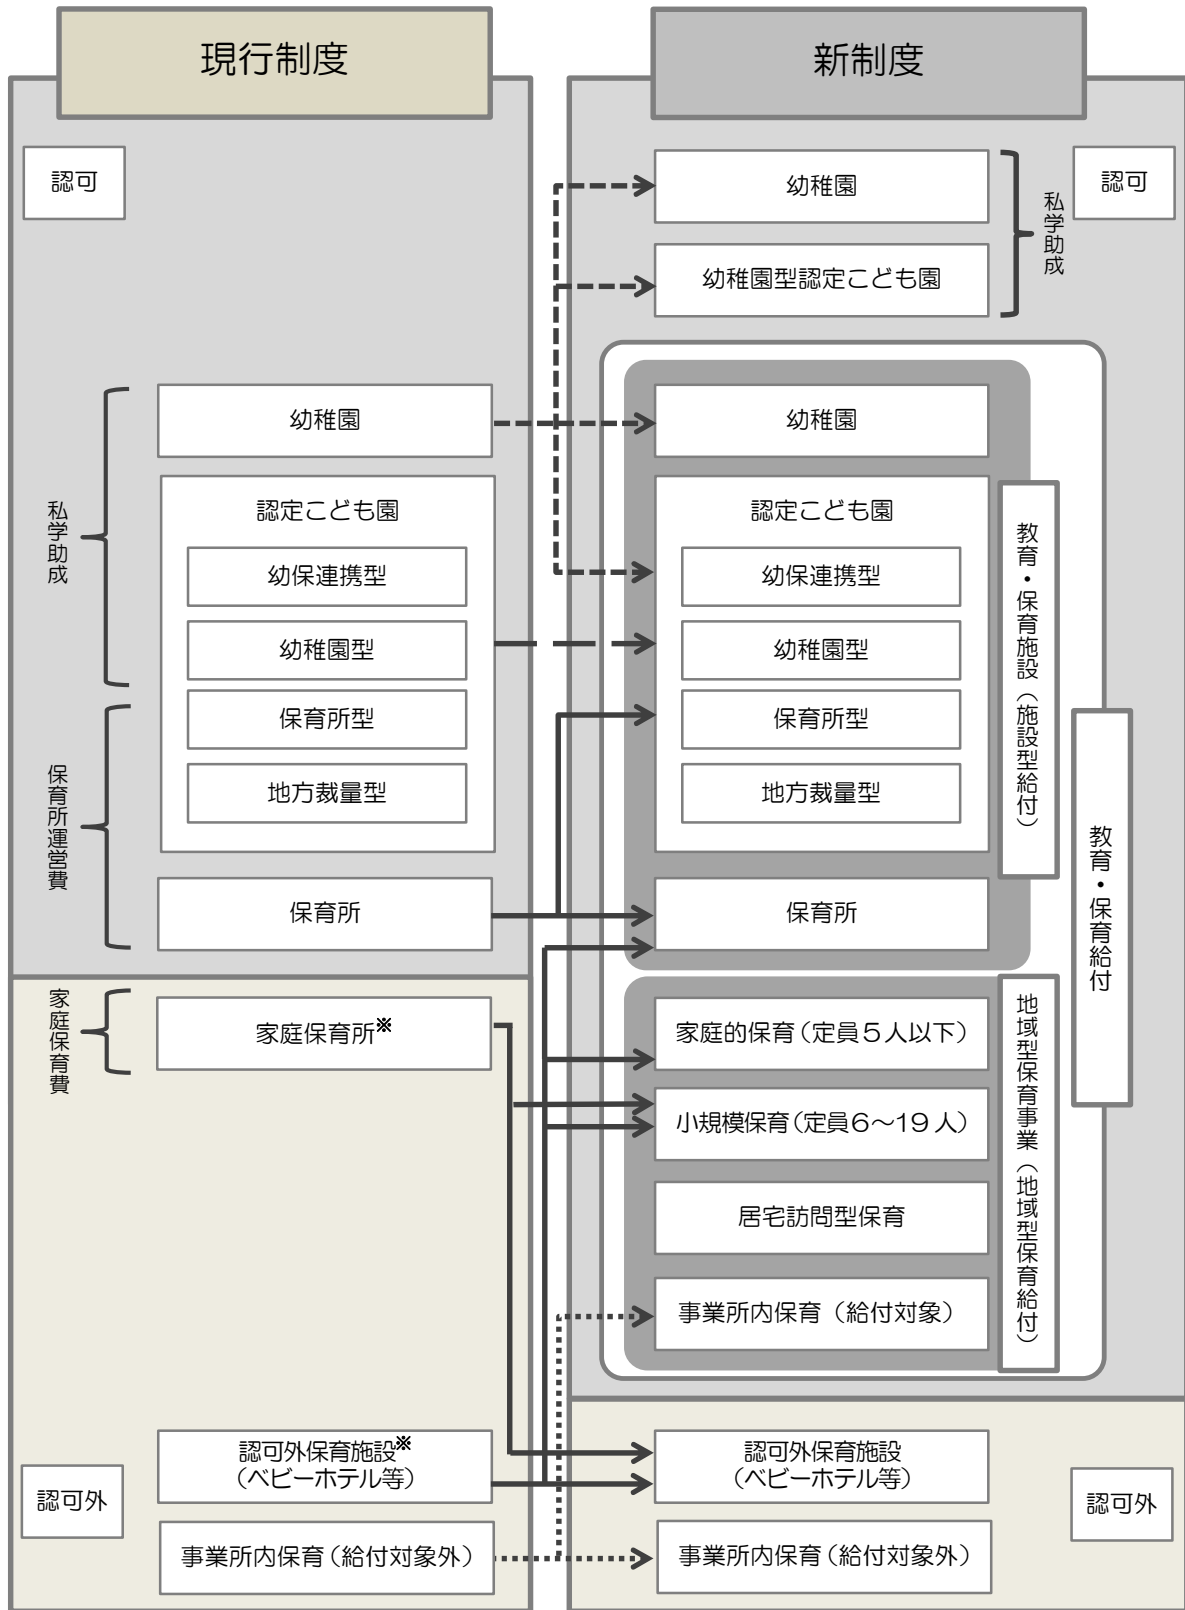 現行制度
認可
幼稚園
認定こども園
幼保連携型
幼稚園型
保育所型
地方裁量型
保育所
私学助成
保育所運営費
家庭保育費
家庭保育所※
認可外保育施設※
(ベビーホテル等)
認可外
事業所内保育(給付対象外)
新制度
幼稚園
幼稚園型認定こども園
私学助成
認可
幼稚園
認定こども園
幼保連携型
幼稚園型
保育所型
地方裁量型
保育所
教育・保育施設(施設型給付)
家庭的保育(定員5人以下)
小規模保育(定員6~19人)
居宅訪問型保育
事業所内保育(給付対象)
地域型保育事業(地域型保育給付)
教育・保育給付
認可外保育施設
(ベビーホテル等)
認可外
事業所内保育(給付対象外)